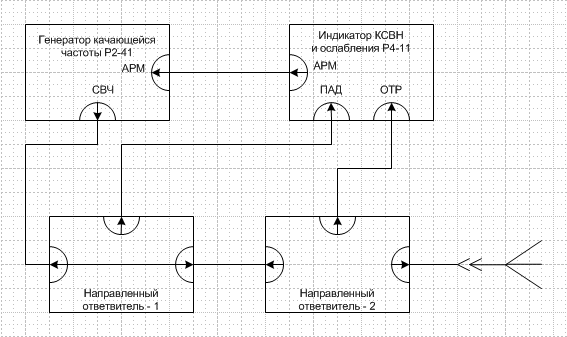 Генератор качающейся
частоты Р2-41
АРМ
СВЧ
Индикатор КСВН
и ослабления Р4-11
АРМ
ПАД
ОТР
Направленный
ответвитель - 1
Направленный
ответвитель - 2